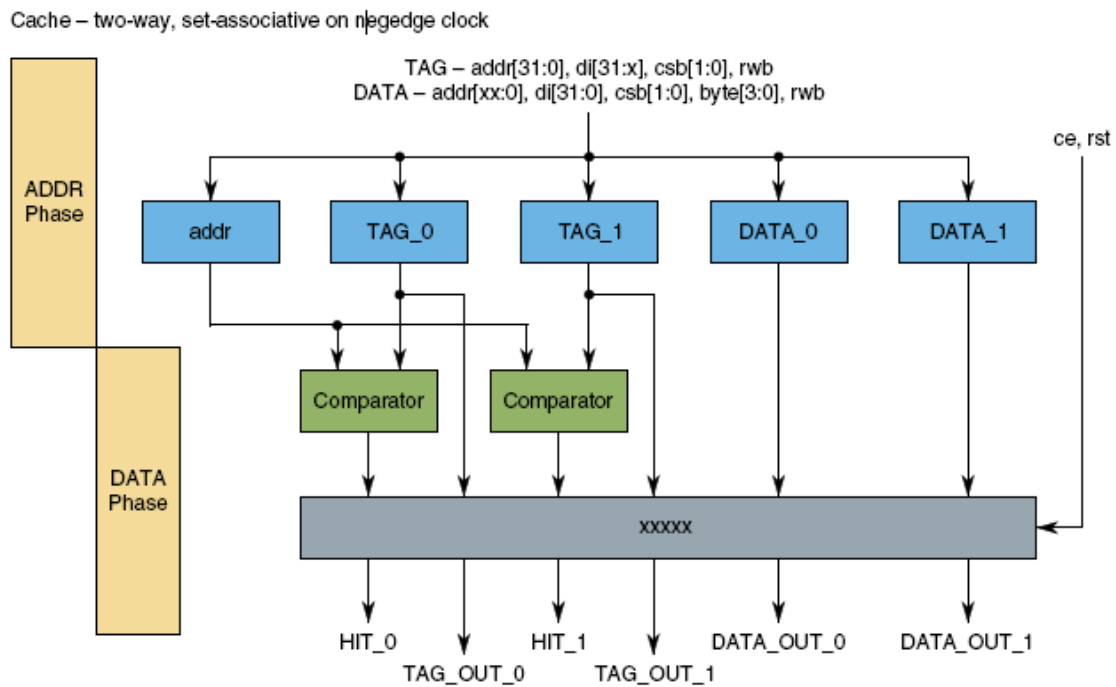 Cache – two-way, set-associative on negedge clock
TAG – addr[31:0], di[31:x], csb[1:0], rwb
DATA – addr[xx:0], di[31:0], csb[1:0], byte[3:0], rwb
ce, rst
ADDR
Phase
addr
TAG_0
TAG_1
DATA_0
DATA_1
Comparator
Comparator
DATA
Phase
xxxxx
HIT_0
TAG_OUT_0
HIT_1
TAG_OUT_1
DATA_OUT_0
DATA_OUT_1